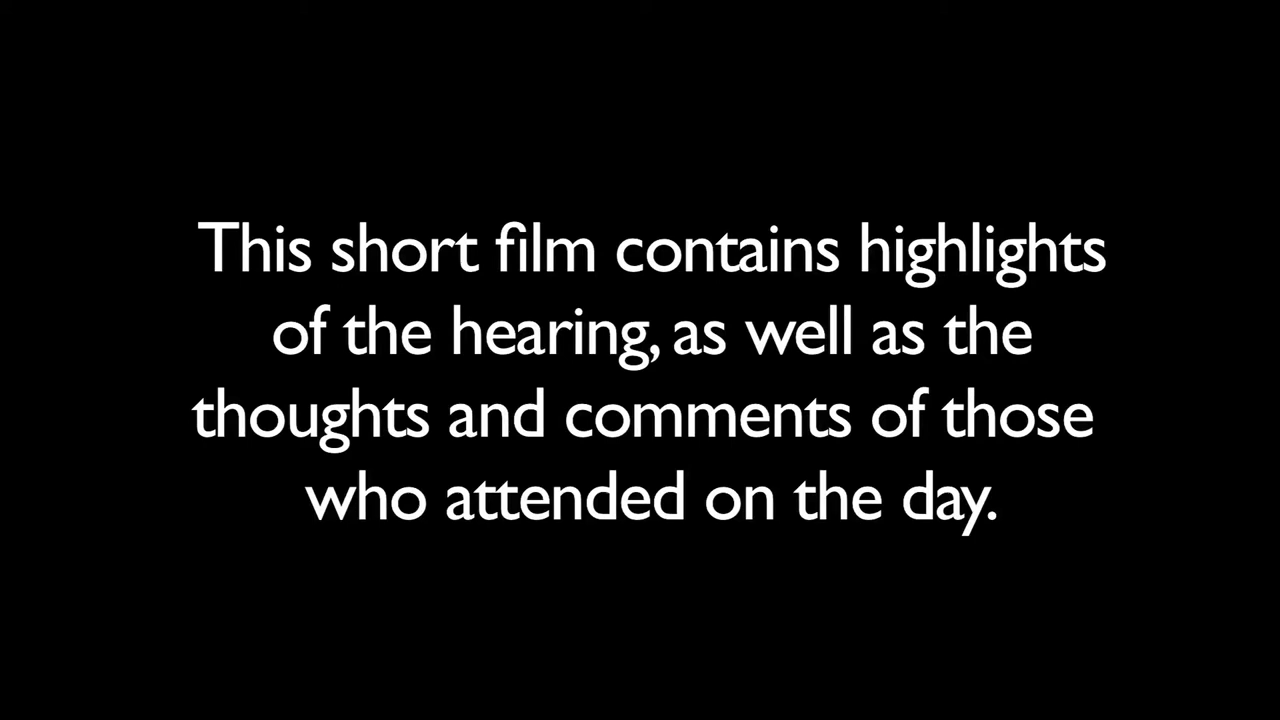 This short film contains highlights
of the hearing, as well as the
thoughts and comments of those
who attended on the day.